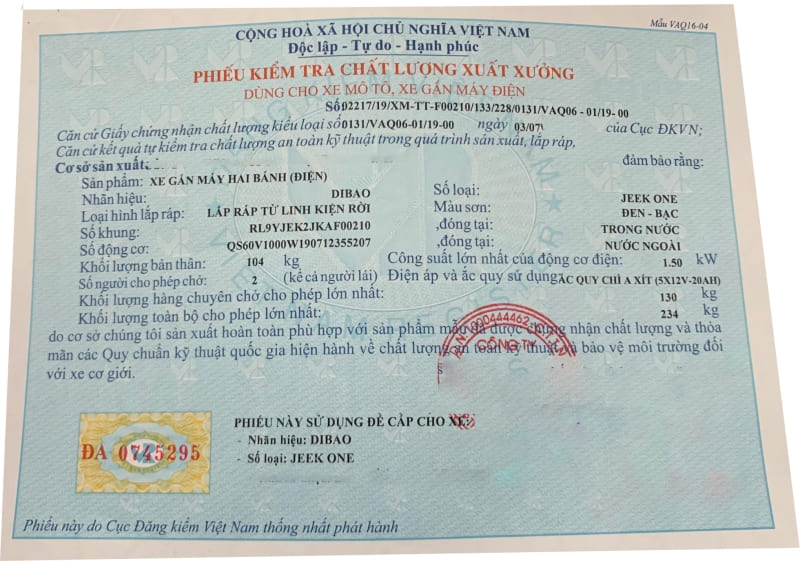 Mẫu VAQ16-04
CỘNG HOÀ XÃ HỘI CHỦ NGHĨA VIỆT NAM
Độc lập - Tự do - Hạnh phúc
PHIẾU KIỂM TRA CHẤT LƯỢNG XUẤT XƯỞNG
DÙNG CHO XE MÔ TÔ, XE GẮN MÁY ĐIỆN
Số 02217/19/XM-TT-F00210/133/228/0131/VAQ06 - 01/19- 00
Căn cứ Giấy chứng nhận chất lượng kiểu loại số 0131/VAQ06-01/19-00 ngày 03/07/ của Cục ĐKVN;
Căn cứ kết quả tự kiểm tra chất lượng an toàn kỹ thuật trong quá trình sản xuất, lắp ráp,
Cơ sở sản xuất: đảm bảo rằng:
Sản phẩm: XE GẮN MÁY HAI BÁNH (ĐIỆN)
Nhãn hiệu: DIBAO Số loại: JEEK ONE
Loại hình lắp ráp: LẮP RÁP TỪ LINH KIỆN RỜI Màu sơn: ĐEN - BẠC
Số khung: RL9YJEK2JKAF00210 ,đóng tại: TRONG NƯỚC
Số động cơ: QS60V1000W190712355207 ,đóng tại: NƯỚC NGOÀI
Khối lượng bản thân: 104 kg Công suất lớn nhất của động cơ điện: 1.50 kW
Số người cho phép chở: 2 (kể cả người lái) Điện áp và ắc quy sử dụng ẮC QUY CHÌ A XÍT (5X12V-20AH)
Khối lượng hàng chuyên chở cho phép lớn nhất: 130 kg
Khối lượng toàn bộ cho phép lớn nhất: 234 kg
do cơ sở chúng tôi sản xuất hoàn toàn phù hợp với sản phẩm mẫu đã được chứng nhận chất lượng và thỏa
mãn các Quy chuẩn kỹ thuật quốc gia hiện hành về chất lượng an toàn kỹ thuật và bảo vệ môi trường đối
với xe cơ giới.
CÔNG TY
PHIẾU NÀY SỬ DỤNG ĐỂ CẤP CHO XE:
- Nhãn hiệu: DIBAO
- Số loại: JEEK ONE
ĐA 0745295
Phiếu này do Cục Đăng kiểm Việt Nam thống nhất phát hành